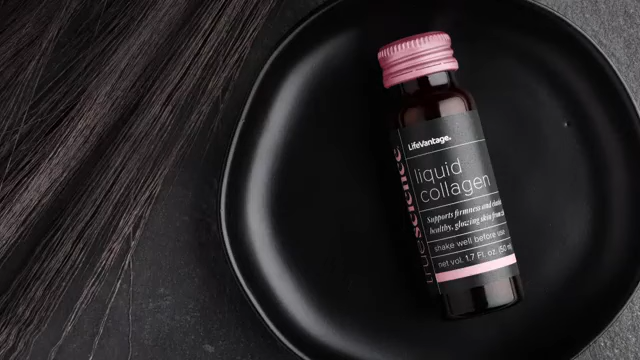 LifeVantage.
truescience
liquid
collagen
Supports firmness and
healthy, glowing skin from
shake well before use
net vol. 1.7 Fl. oz. (50 m